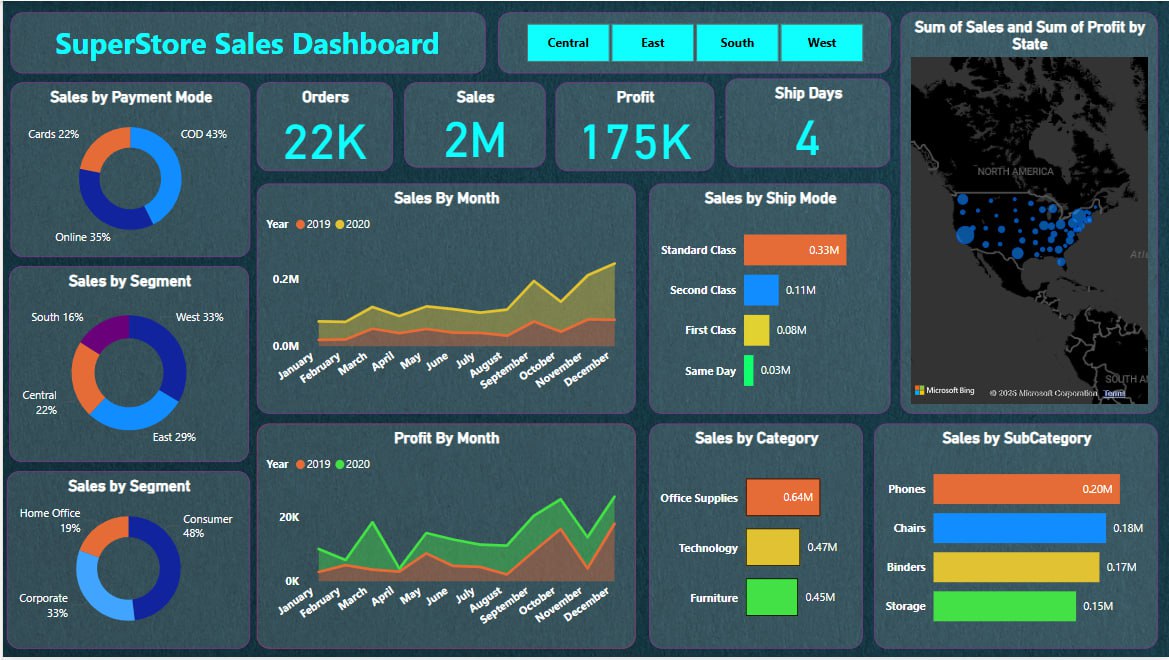 SuperStore Sales Dashboard
Central
East
South
West
Sum of Sales and Sum of Profit by
State
Sales by Payment Mode
Cards 22%
COD 43%
Online 35%
Orders
22K
Sales
2M
Profit
175K
Ship Days
4
NORTH AMERICA
Atl
SOUTH AM
Microsoft Bing
© 2025 Microsoft Corporation
Terms
Sales By Month
Year
2019
2020
0.2M
0.0M
January
February
March
April
May
June
July
August
September
October
November
December
Sales by Ship Mode
Standard Class
0.33M
Second Class
0.11M
First Class
0.08M
Same Day
0.03M
Sales by Segment
South 16%
West 33%
Central
22%
East 29%
Sales by Segment
Home Office
19%
Consumer
48%
Corporate
33%
Profit By Month
Year
2019
2020
20K
0K
January
February
March
April
May
June
July
August
September
October
November
December
Sales by Category
Office Supplies
0.64M
Technology
0.47M
Furniture
0.45M
Sales by SubCategory
Phones
0.20M
Chairs
0.18M
Binders
0.17M
Storage
0.15M